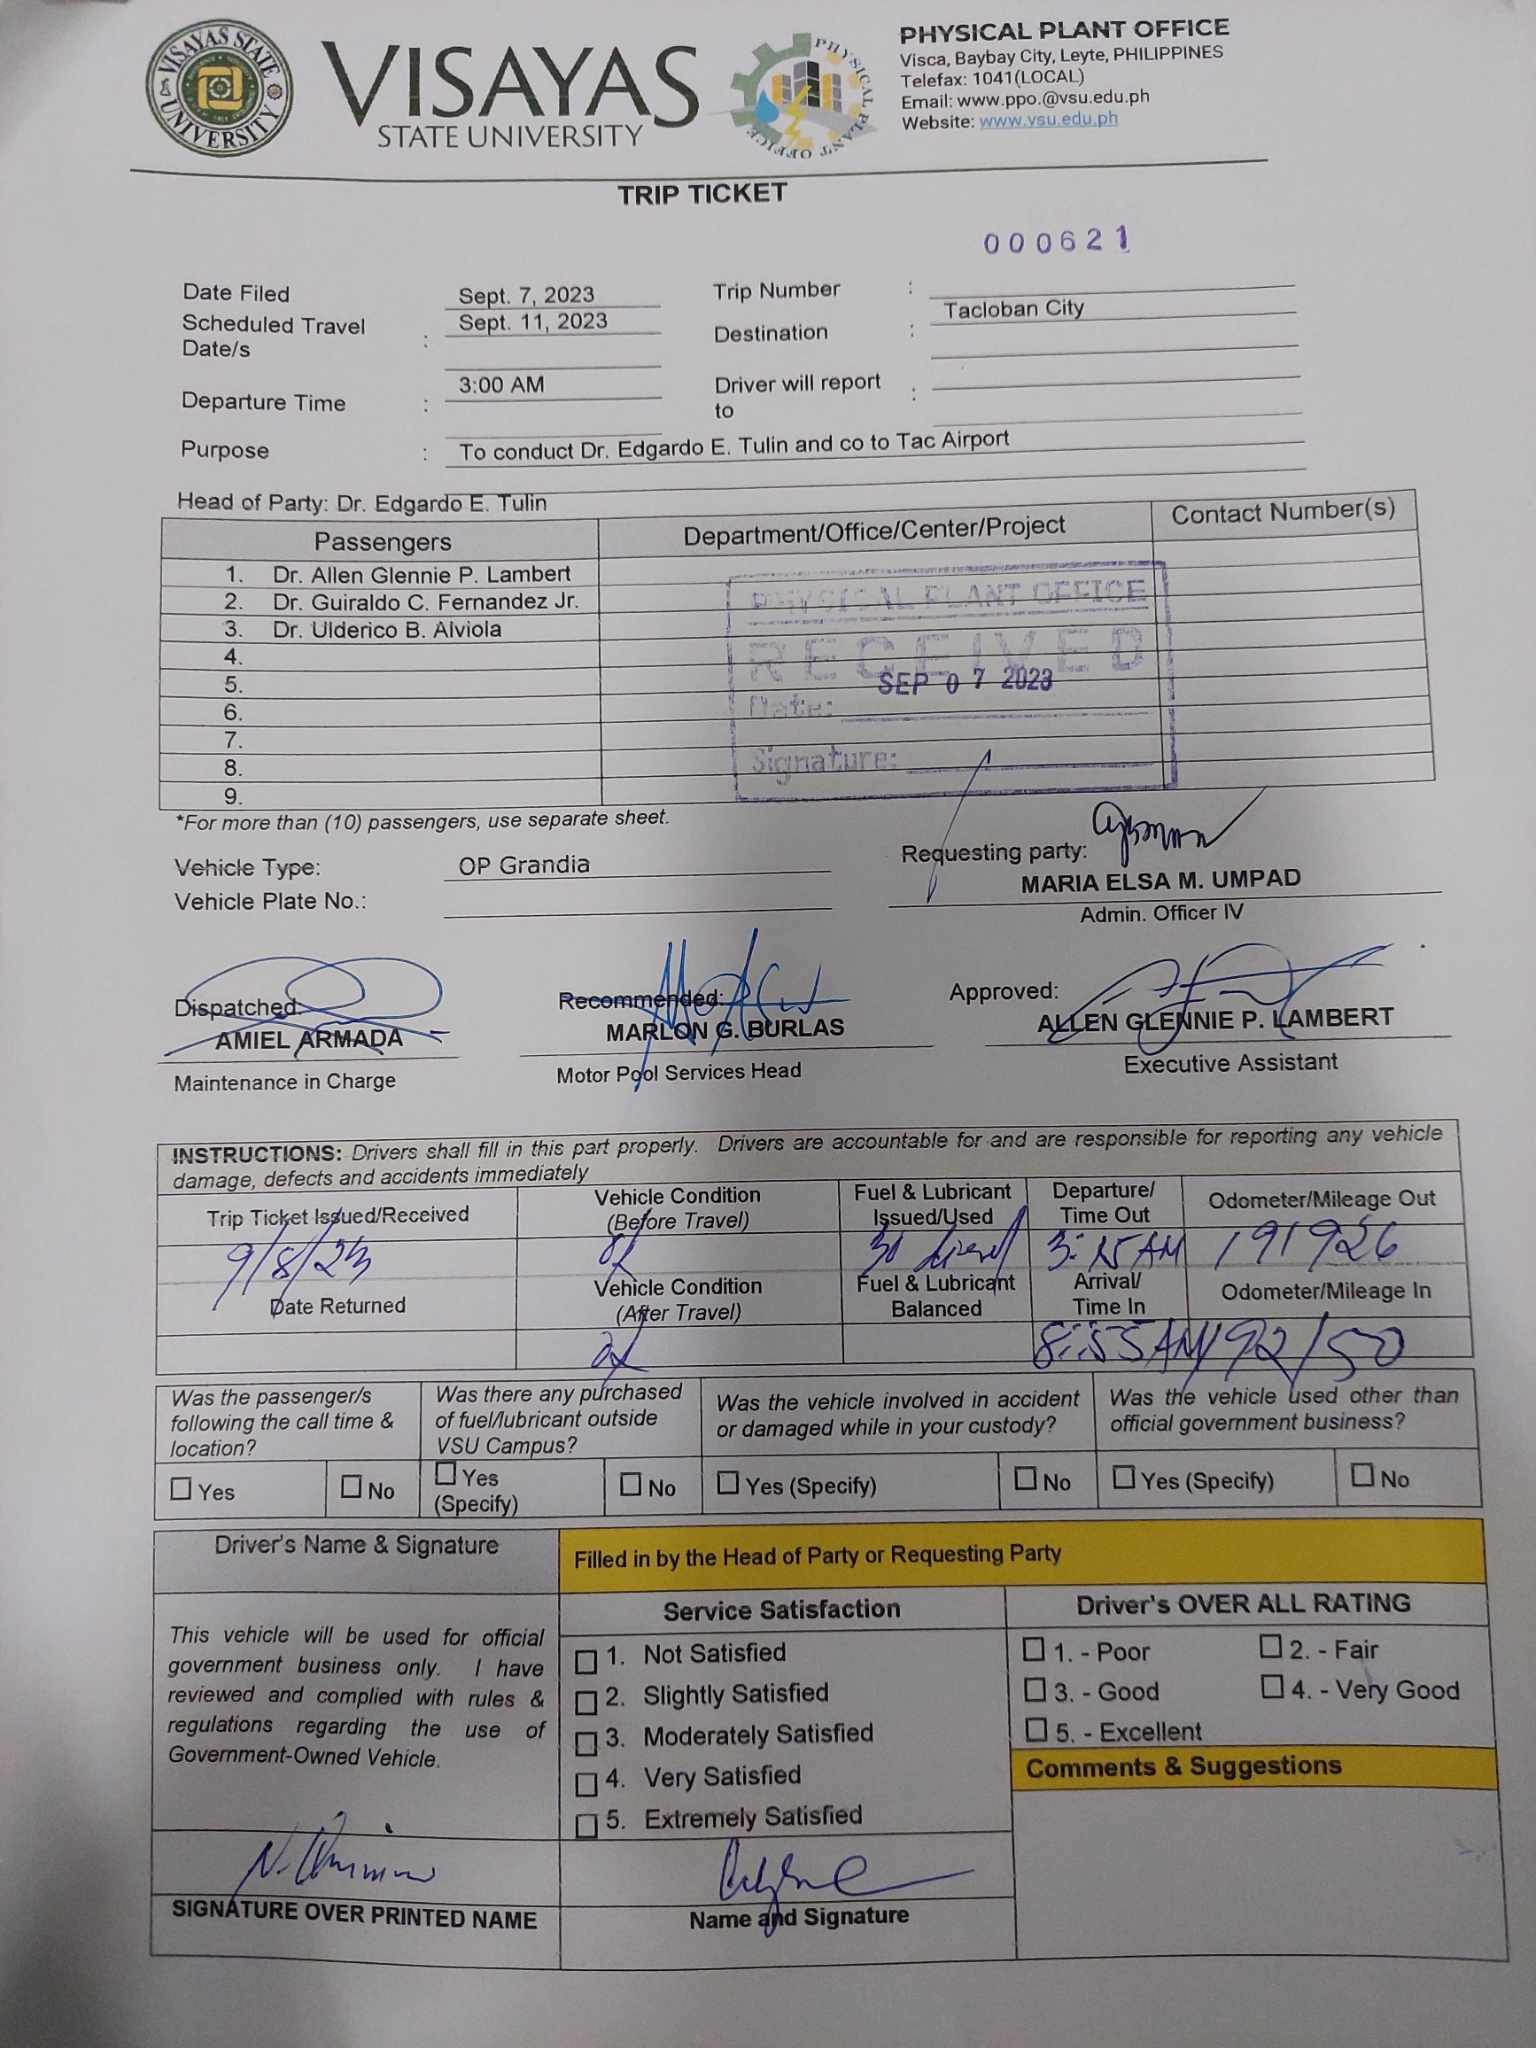 VISAYAS STATE UNIVERSITY
VISAYAS
STATE UNIVERSITY
PHYSICAL PLANT OFFICE
PHYSICAL PLANT OFFICE
Visca, Baybay City, Leyte, PHILIPPINES
Telefax: 1041(LOCAL)
Email: www.ppo.@vsu.edu.ph
Website: www.vsu.edu.ph
TRIP TICKET
000621
Date Filed Sept. 7, 2023 Trip Number :
Scheduled Travel Date/s : Sept. 11, 2023 Destination : Tacloban City
Departure Time : 3:00 AM Driver will report to :
Purpose : To conduct Dr. Edgardo E. Tulin and co to Tac Airport
Head of Party: Dr. Edgardo E. Tulin
Passengers Department/Office/Center/Project Contact Number(s)
1. Dr. Allen Glennie P. Lambert
2. Dr. Guiraldo C. Fernandez Jr.
3. Dr. Ulderico B. Alviola
4.
5.
6.
7.
8.
9.
PHYSICAL PLANT OFFICE
RECEIVED
SEP 07 2023
Date:
Signature:
*For more than (10) passengers, use separate sheet.
Vehicle Type: OP Grandia
Vehicle Plate No.:
Requesting party:
MARIA ELSA M. UMPAD
Admin. Officer IV
Dispatched:
AMIEL ARMADA
Maintenance in Charge
Recommended:
MARLON G. BURLAS
Motor Pool Services Head
Approved:
ALLEN GLENNIE P. LAMBERT
Executive Assistant
INSTRUCTIONS: Drivers shall fill in this part properly. Drivers are accountable for and are responsible for reporting any vehicle
damage, defects and accidents immediately
Trip Ticket Issued/Received Vehicle Condition (Before Travel) Fuel & Lubricant Issued/Used Departure/ Time Out Odometer/Mileage Out
9/8/23 ok 30 diesel 3:15 AM 191926
Date Returned Vehicle Condition (After Travel) Fuel & Lubricant Balanced Arrival/ Time In Odometer/Mileage In
ok 8:55 AM 192150
Was the passenger/s following the call time & location?
Yes No
Was there any purchased of fuel/lubricant outside VSU Campus?
Yes (Specify) No
Was the vehicle involved in accident or damaged while in your custody?
Yes (Specify) No
Was the vehicle used other than official government business?
Yes (Specify) No
Driver's Name & Signature
This vehicle will be used for official
government business only. I have
reviewed and complied with rules &
regulations regarding the use of
Government-Owned Vehicle.
SIGNATURE OVER PRINTED NAME
Filled in by the Head of Party or Requesting Party
Service Satisfaction
1. Not Satisfied
2. Slightly Satisfied
3. Moderately Satisfied
4. Very Satisfied
5. Extremely Satisfied
Name and Signature
Driver's OVER ALL RATING
1. - Poor 2. - Fair
3. - Good 4. - Very Good
5. - Excellent
Comments & Suggestions